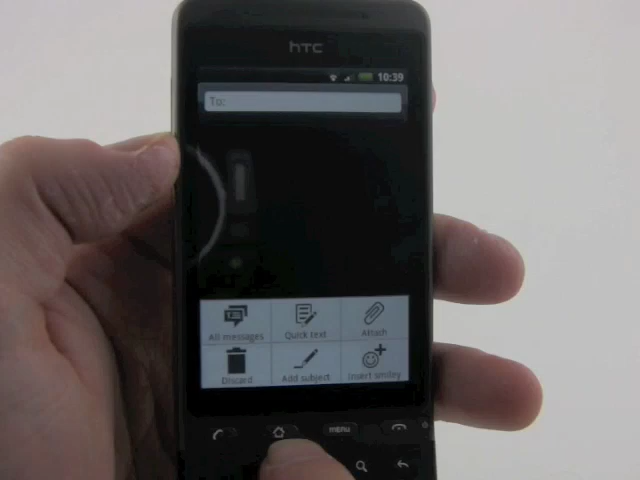 hTC
10:39
To:
All messages Quick text Attach
Discard Add subject Insert smiley
menu